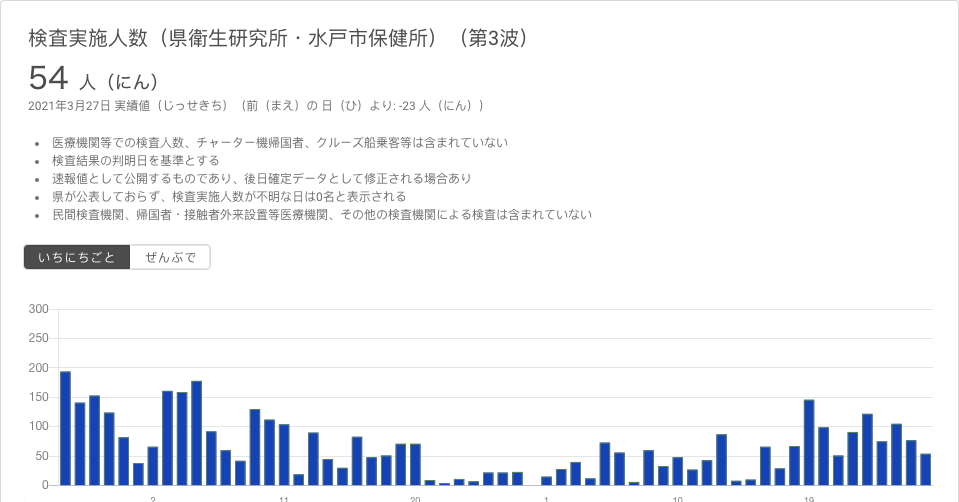 検査実施人数（県衛生研究所・水戸市保健所）（第3波）
54 人（にん）
2021年3月27日 実績値（じっせきち）（前（まえ）の 日（ひ）より: -23 人（にん））
• 医療機関等での検査人数、チャーター機帰国者、クルーズ船乗客等は含まれていない
• 検査結果の判明日を基準とする
• 速報値として公開するものであり、後日確定データとして修正される場合あり
• 県が公表しておらず、検査実施人数が不明な日は0名と表示される
• 民間検査機関、帰国者・接触者外来設置等医療機関、その他の検査機関による検査は含まれていない
いちにちごと ぜんぶで
300
250
200
150
100
50
0
2 11 20 1 10 19